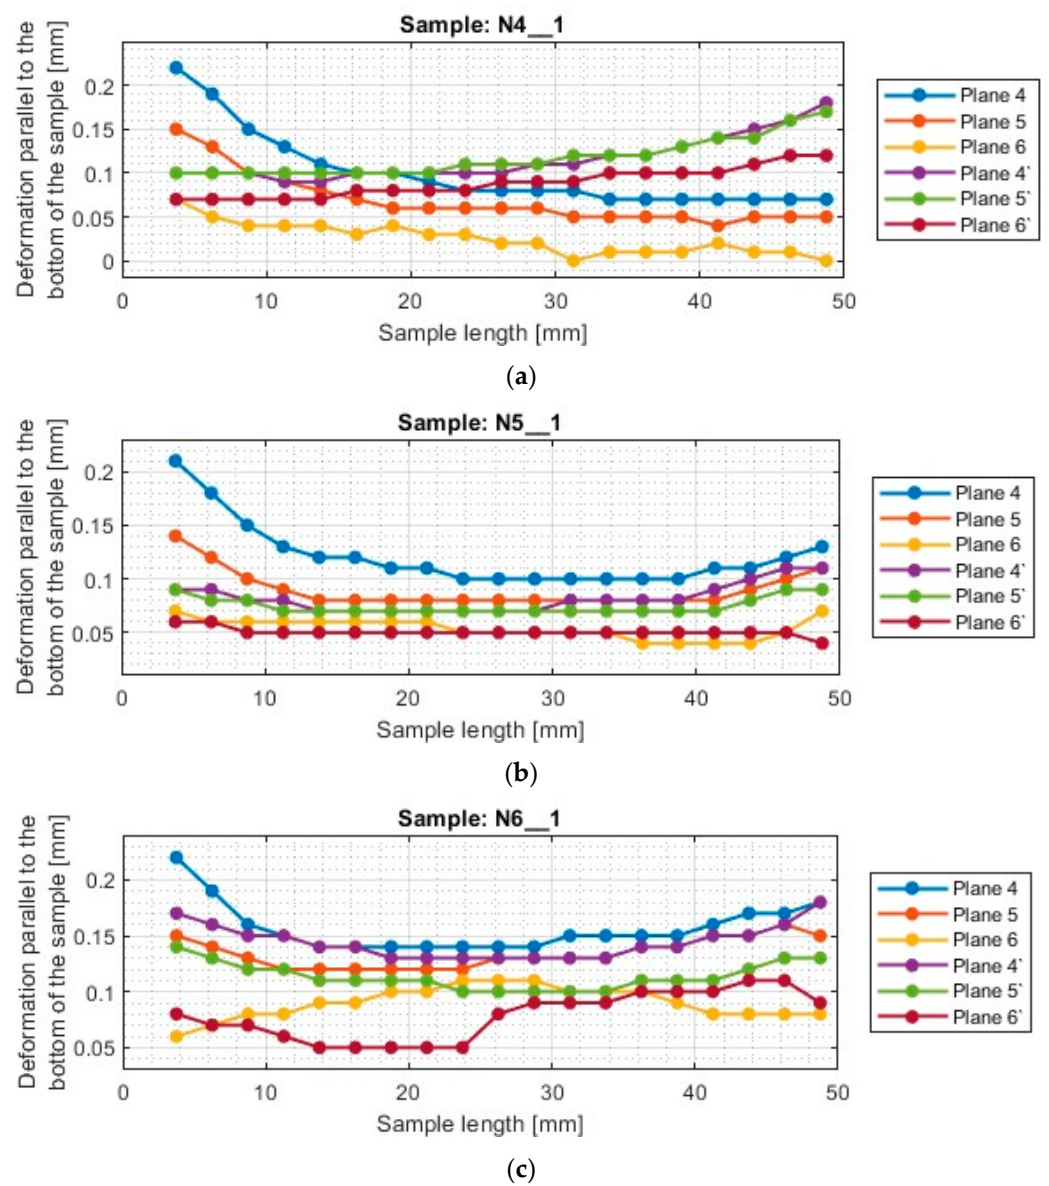 Sample: N4__1
Deformation parallel to the
bottom of the sample [mm]
0.2
0.15
0.1
0.05
0
0 10 20 30 40 50
Sample length [mm]
Plane 4
Plane 5
Plane 6
Plane 4`
Plane 5`
Plane 6`
(a)
Sample: N5__1
Deformation parallel to the
bottom of the sample [mm]
0.2
0.15
0.1
0.05
0 10 20 30 40 50
Sample length [mm]
Plane 4
Plane 5
Plane 6
Plane 4`
Plane 5`
Plane 6`
(b)
Sample: N6__1
Deformation parallel to the
bottom of the sample [mm]
0.2
0.15
0.1
0.05
0 10 20 30 40 50
Sample length [mm]
Plane 4
Plane 5
Plane 6
Plane 4`
Plane 5`
Plane 6`
(c)